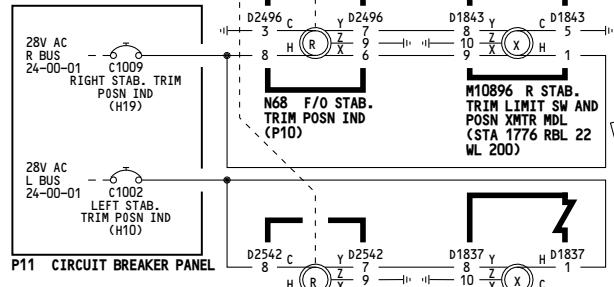 D2496 D2496 D1843 D1843
3 C Y 7 8 Y C 5
R Z 9 10 Z X
8 H X 6 9 X H 1
28V AC
R BUS
24-00-01
C1009
RIGHT STAB. TRIM
POSN IND
(H19)
N68 F/O STAB.
TRIM POSN IND
(P10)
M10896 R STAB.
TRIM LIMIT SW AND
POSN XMTR MDL
(STA 1776 RBL 22
WL 200)
28V AC
L BUS
24-00-01
C1002
LEFT STAB.
TRIM POSN IND
(H10)
P11 CIRCUIT BREAKER PANEL
D2542 D2542 D1837 D1837
8 C Y 7 8 Y H 1
H R Z 9 10 Z X C